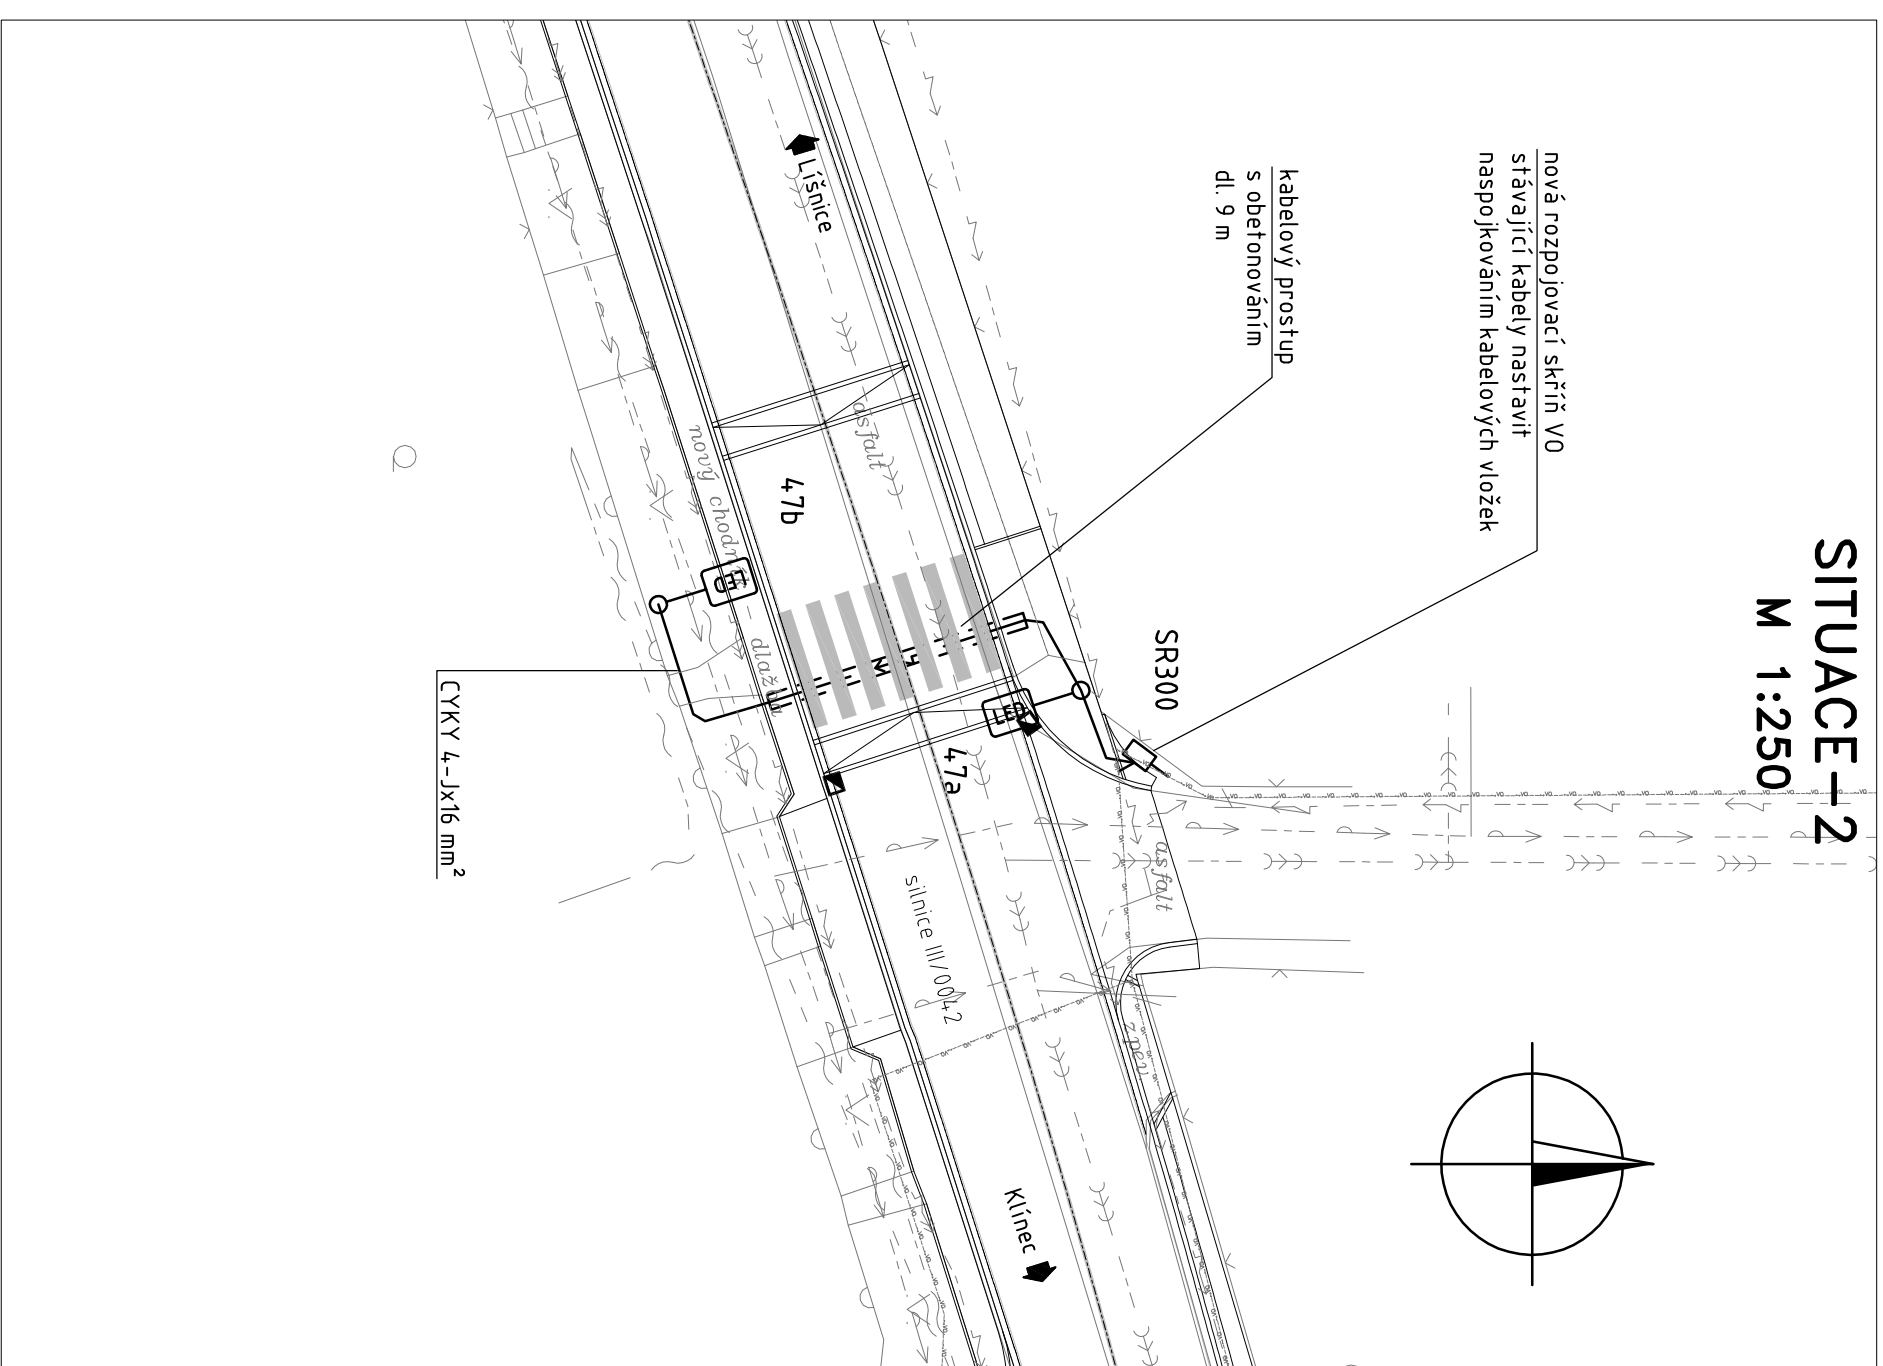 SITUACE-2
M 1:250
nová rozpojovací skříň VO
stávající kabely nastavit
naspojkováním kabelových vložek
kabelový prostup
s obetonováním
dl. 9 m
SR300
Líšnice
asfalt
47b
nový chodník
dlažba
47a
asfalt
silnice III/0042
zpev
Klínec
CYKY 4-Jx16 mm²